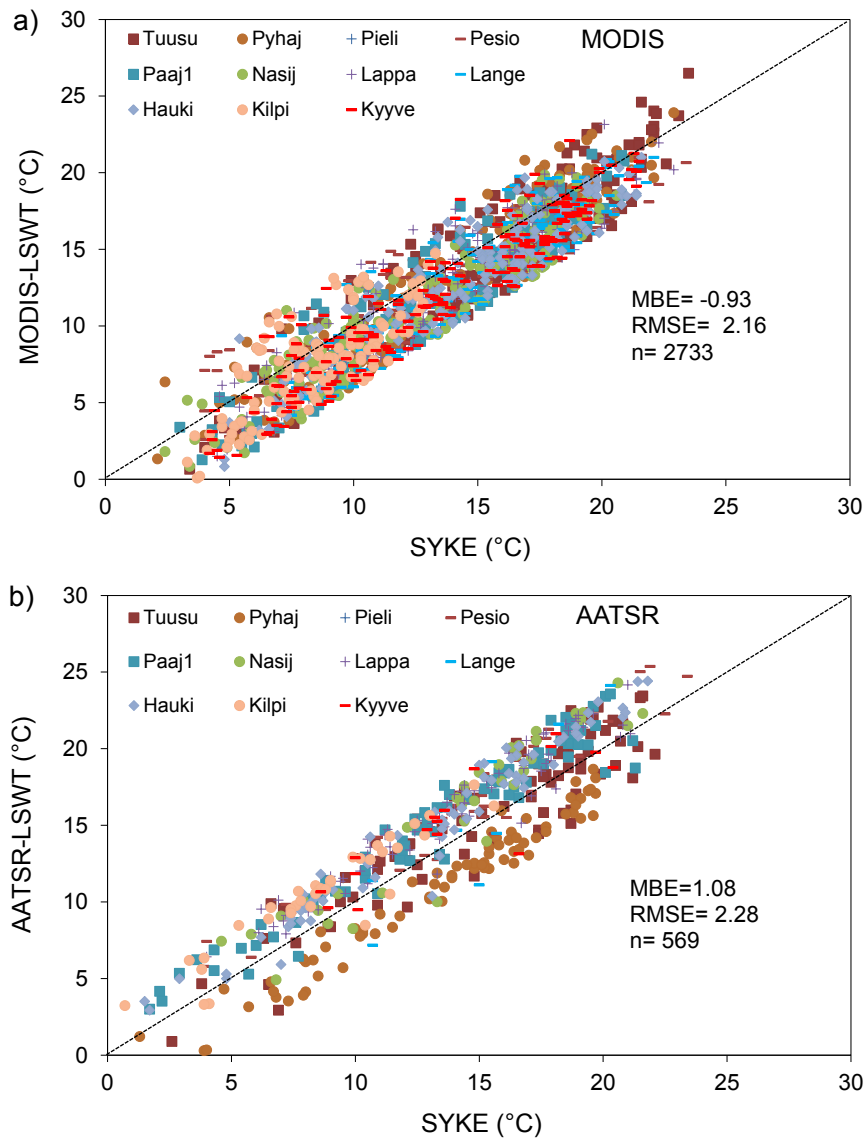 a)
30
25
20
15
10
5
0
MODIS-LSWT (°C)
Tuusu Pyhaj Pieli Pesio
Paaj1 Nasij Lappa Lange
Hauki Kilpi Kyyve
MODIS
MBE= -0.93
RMSE= 2.16
n= 2733
0 5 10 15 20 25 30
SYKE (°C)
b)
30
25
20
15
10
5
0
AATSR-LSWT (°C)
Tuusu Pyhaj Pieli Pesio
Paaj1 Nasij Lappa Lange
Hauki Kilpi Kyyve
AATSR
MBE=1.08
RMSE= 2.28
n= 569
0 5 10 15 20 25 30
SYKE (°C)